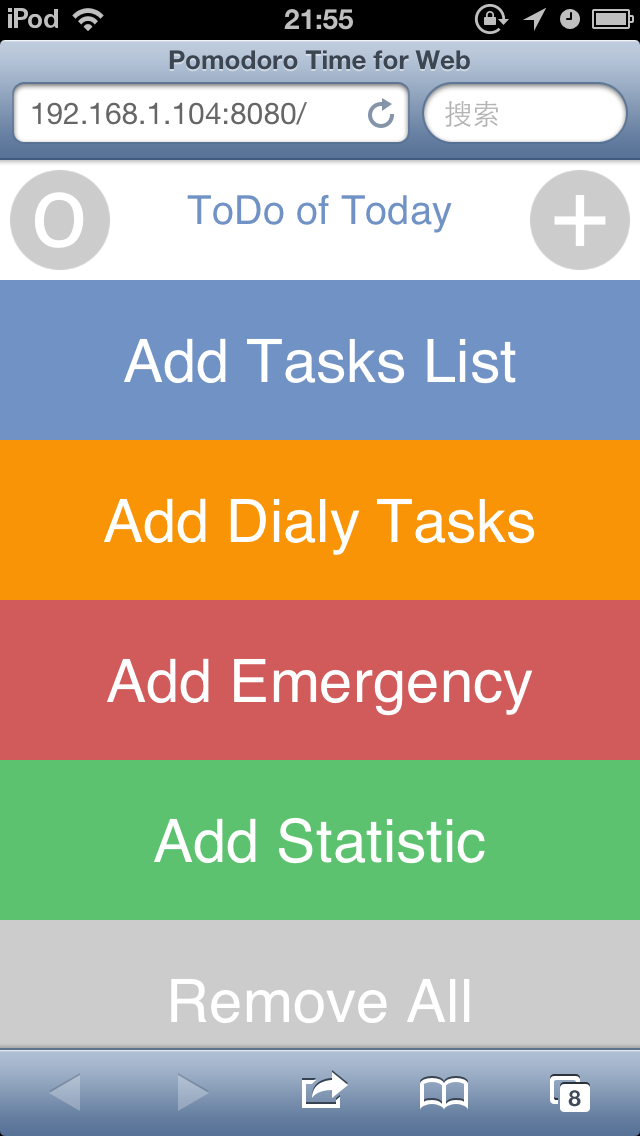 iPod 21:55
Pomodoro Time for Web
192.168.1.104:8080/ 搜索
O ToDo of Today +
Add Tasks List
Add Dialy Tasks
Add Emergency
Add Statistic
Remove All
8